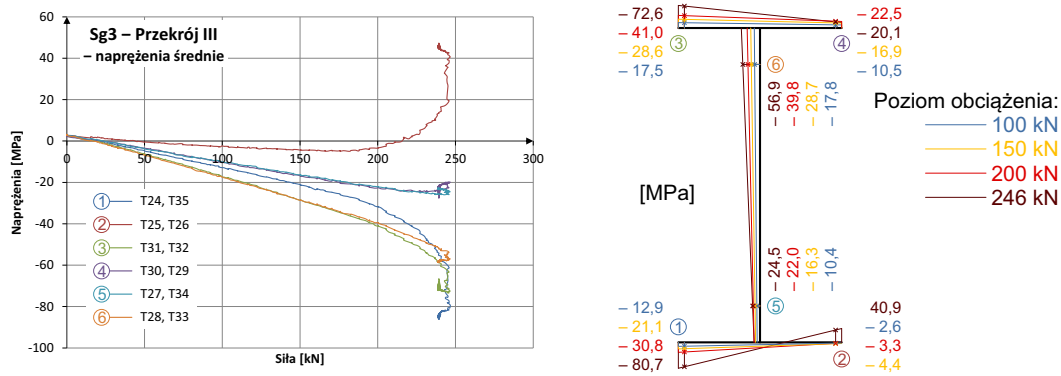 Sg3 – Przekrój III
– naprężenia średnie
Naprężenia [MPa]
60
40
20
0
-20
-40
-60
-80
-100
0 50 100 150 200 250 300
Siła [kN]
1 T24, T35
2 T25, T26
3 T31, T32
4 T30, T29
5 T27, T34
6 T28, T33
– 72,6
– 41,0
– 28,6
– 17,5
3
– 22,5
– 20,1
– 16,9
– 10,5
4
6
– 56,9
– 39,8
– 28,7
– 17,8
[MPa]
– 24,5
– 22,0
– 16,3
– 10,4
5
– 12,9
– 21,1
– 30,8
– 80,7
1
40,9
– 2,6
– 3,3
– 4,4
2
Poziom obciążenia:
100 kN
150 kN
200 kN
246 kN